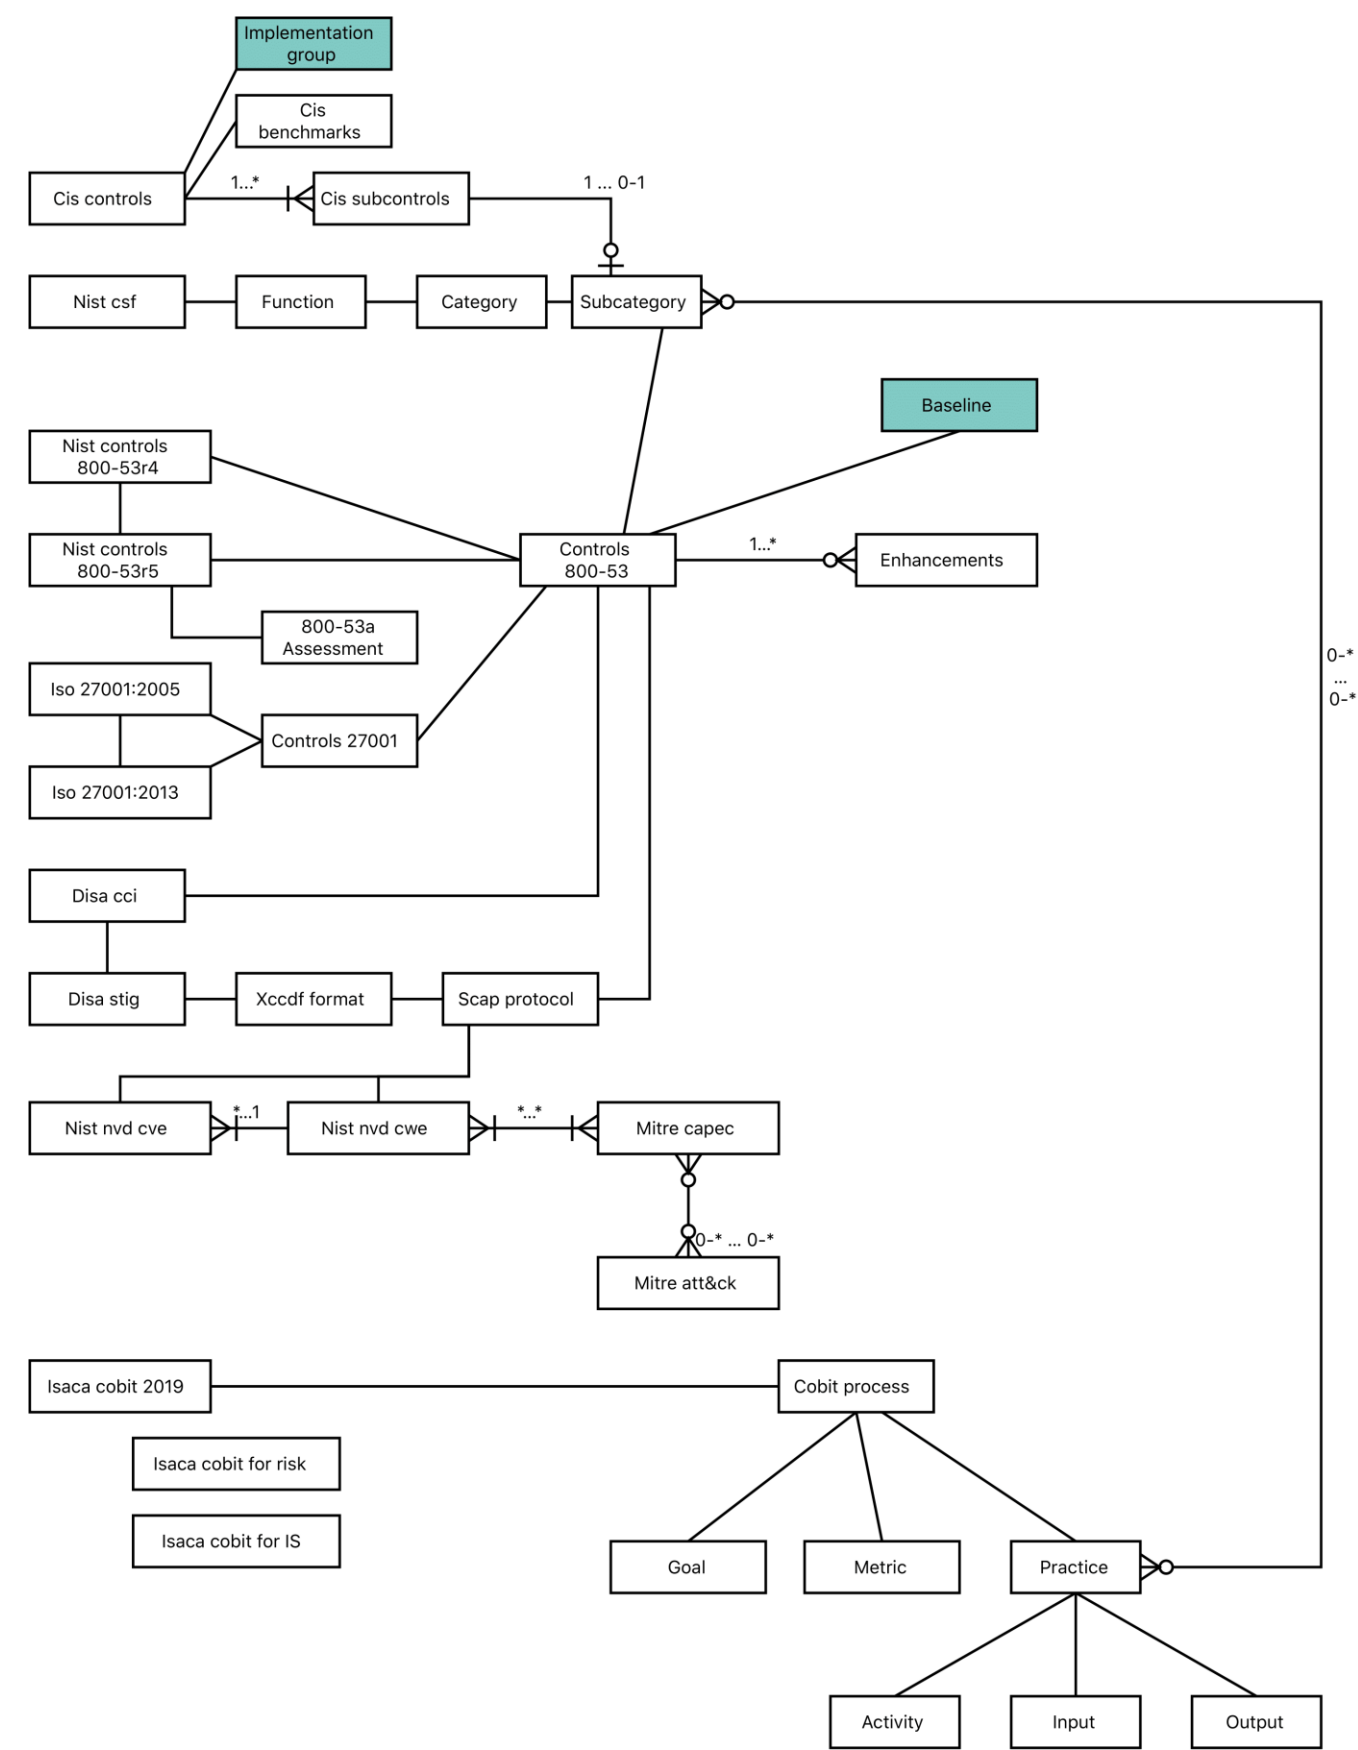 Implementation
group
Cis
benchmarks
Cis controls
1...*
Cis subcontrols
1 ... 0-1
Nist csf
Function
Category
Subcategory
Baseline
Nist controls
800-53r4
Nist controls
800-53r5
Controls
800-53
1...*
Enhancements
800-53a
Assessment
0-*
...
0-*
Iso 27001:2005
Controls 27001
Iso 27001:2013
Disa cci
Disa stig
Xccdf format
Scap protocol
Nist nvd cve
*...1
Nist nvd cwe
*...*
Mitre capec
0-* ... 0-*
Mitre att&ck
Isaca cobit 2019
Cobit process
Isaca cobit for risk
Isaca cobit for IS
Goal
Metric
Practice
Activity
Input
Output